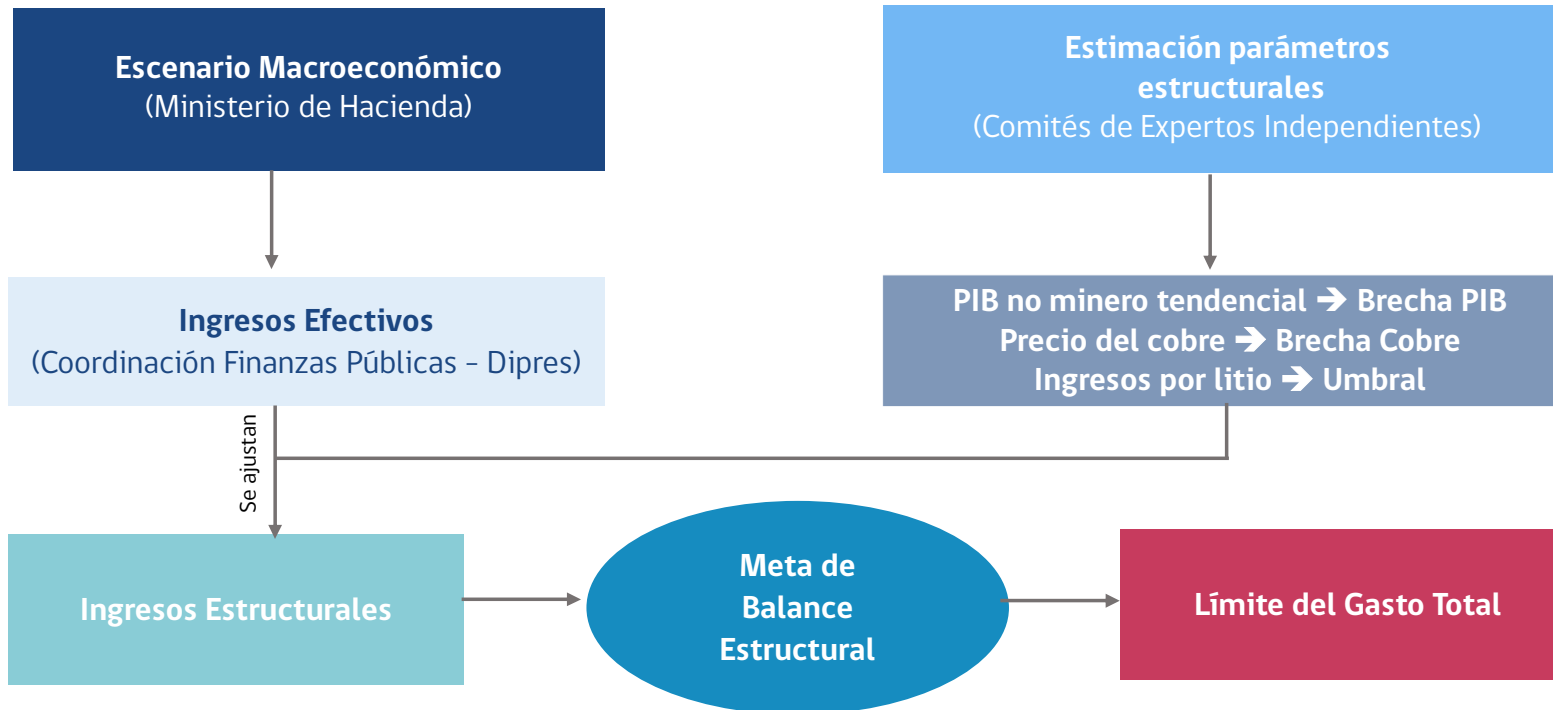 Escenario Macroeconómico
(Ministerio de Hacienda)
Estimación parámetros
estructurales
(Comités de Expertos Independientes)
Ingresos Efectivos
(Coordinación Finanzas Públicas – Dipres)
PIB no minero tendencial ➔ Brecha PIB
Precio del cobre ➔ Brecha Cobre
Ingresos por litio ➔ Umbral
Se ajustan
Ingresos Estructurales
Meta de
Balance
Estructural
Límite del Gasto Total